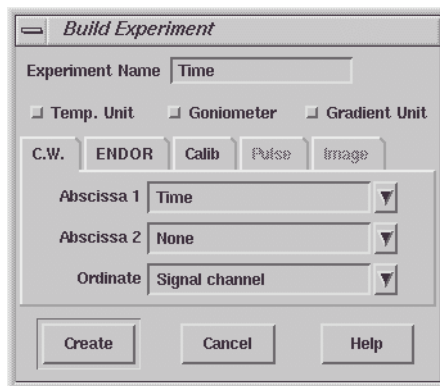 Build Experiment
Experiment Name Time
Temp. Unit Goniometer Gradient Unit
C.W. ENDOR Calib Pulse Image
Abscissa 1 Time
Abscissa 2 None
Ordinate Signal channel
Create Cancel Help